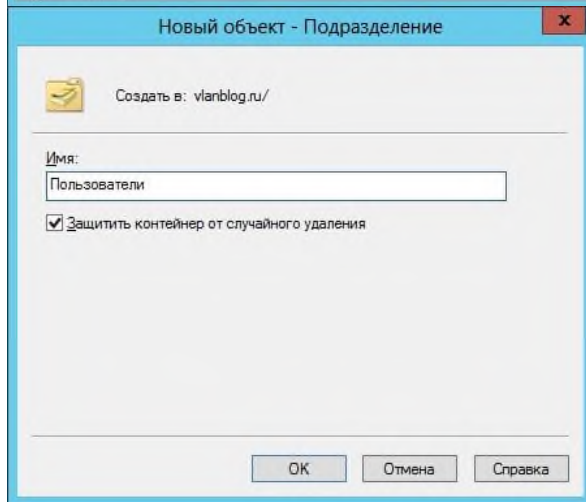 Новый объект - Подразделение
x
Создать в: vlanblog.ru/
Имя:
Пользователи
Защитить контейнер от случайного удаления
OK
Отмена
Справка